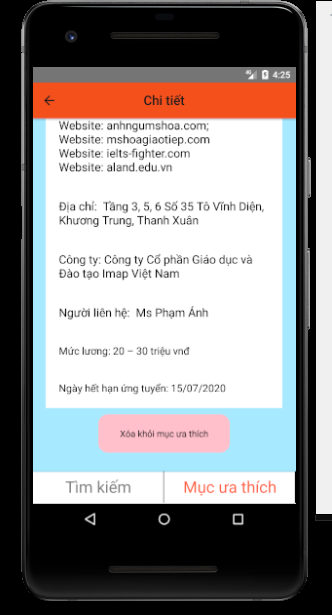 4:25
Chi tiết
Website: anhngumshoa.com;
Website: mshoagiaotiep.com
Website: ielts-fighter.com
Website: aland.edu.vn
Địa chỉ: Tầng 3, 5, 6 Số 35 Tô Vĩnh Diện,
Khương Trung, Thanh Xuân
Công ty: Công ty Cổ phần Giáo dục và
Đào tạo Imap Việt Nam
Người liên hệ: Ms Phạm Ánh
Mức lương: 20 – 30 triệu vnđ
Ngày hết hạn ứng tuyển: 15/07/2020
Xóa khỏi mục ưa thích
Tìm kiếm Mục ưa thích